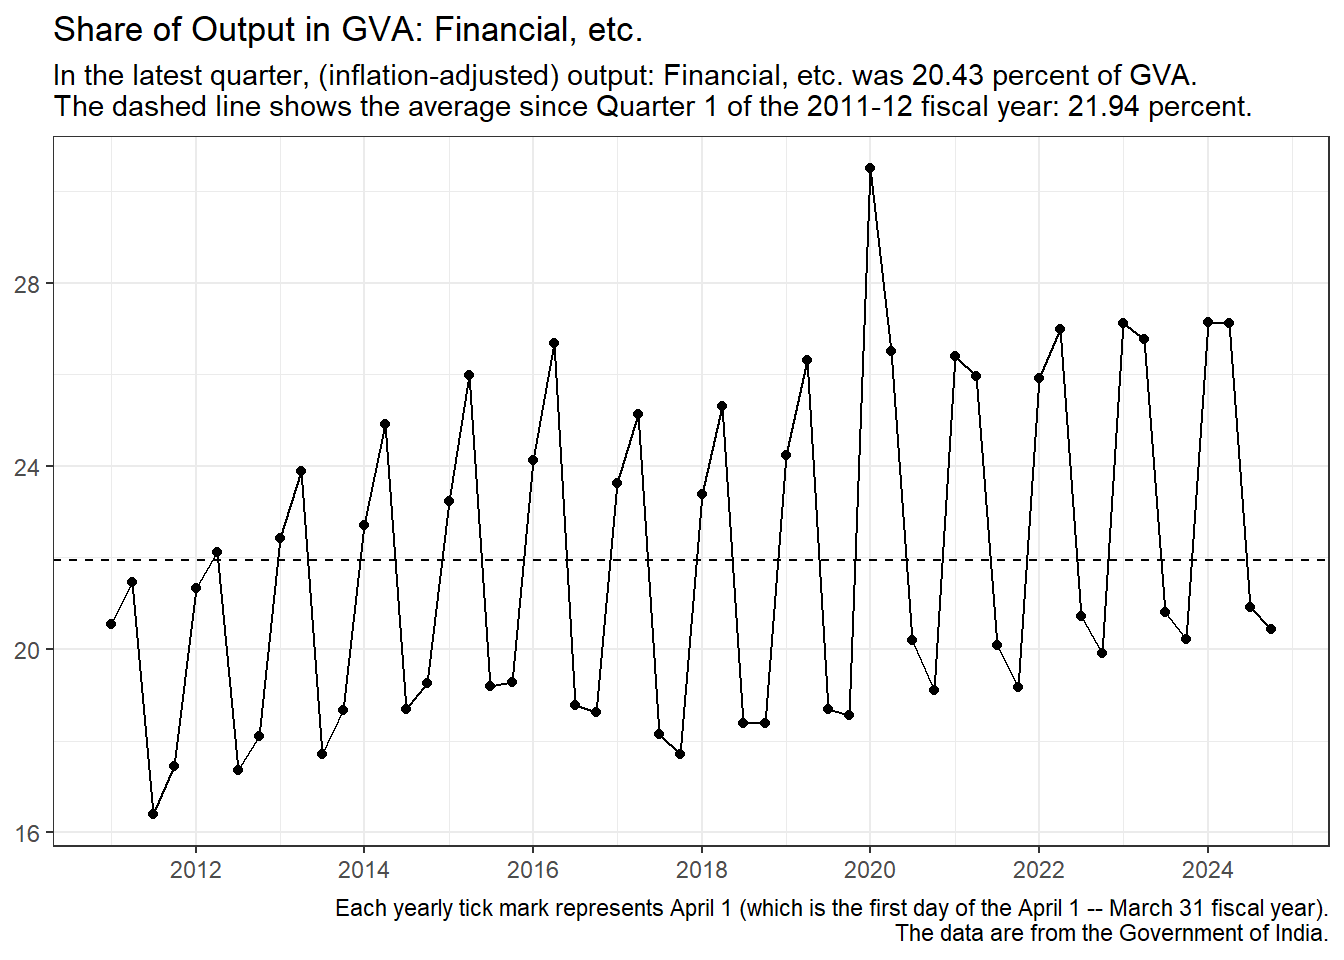 Share of Output in GVA: Financial, etc.
In the latest quarter, (inflation-adjusted) output: Financial, etc. was 20.43 percent of GVA.
The dashed line shows the average since Quarter 1 of the 2011-12 fiscal year: 21.94 percent.
28
24
20
16
2012 2014 2016 2018 2020 2022 2024
Each yearly tick mark represents April 1 (which is the first day of the April 1 -- March 31 fiscal year).
The data are from the Government of India.